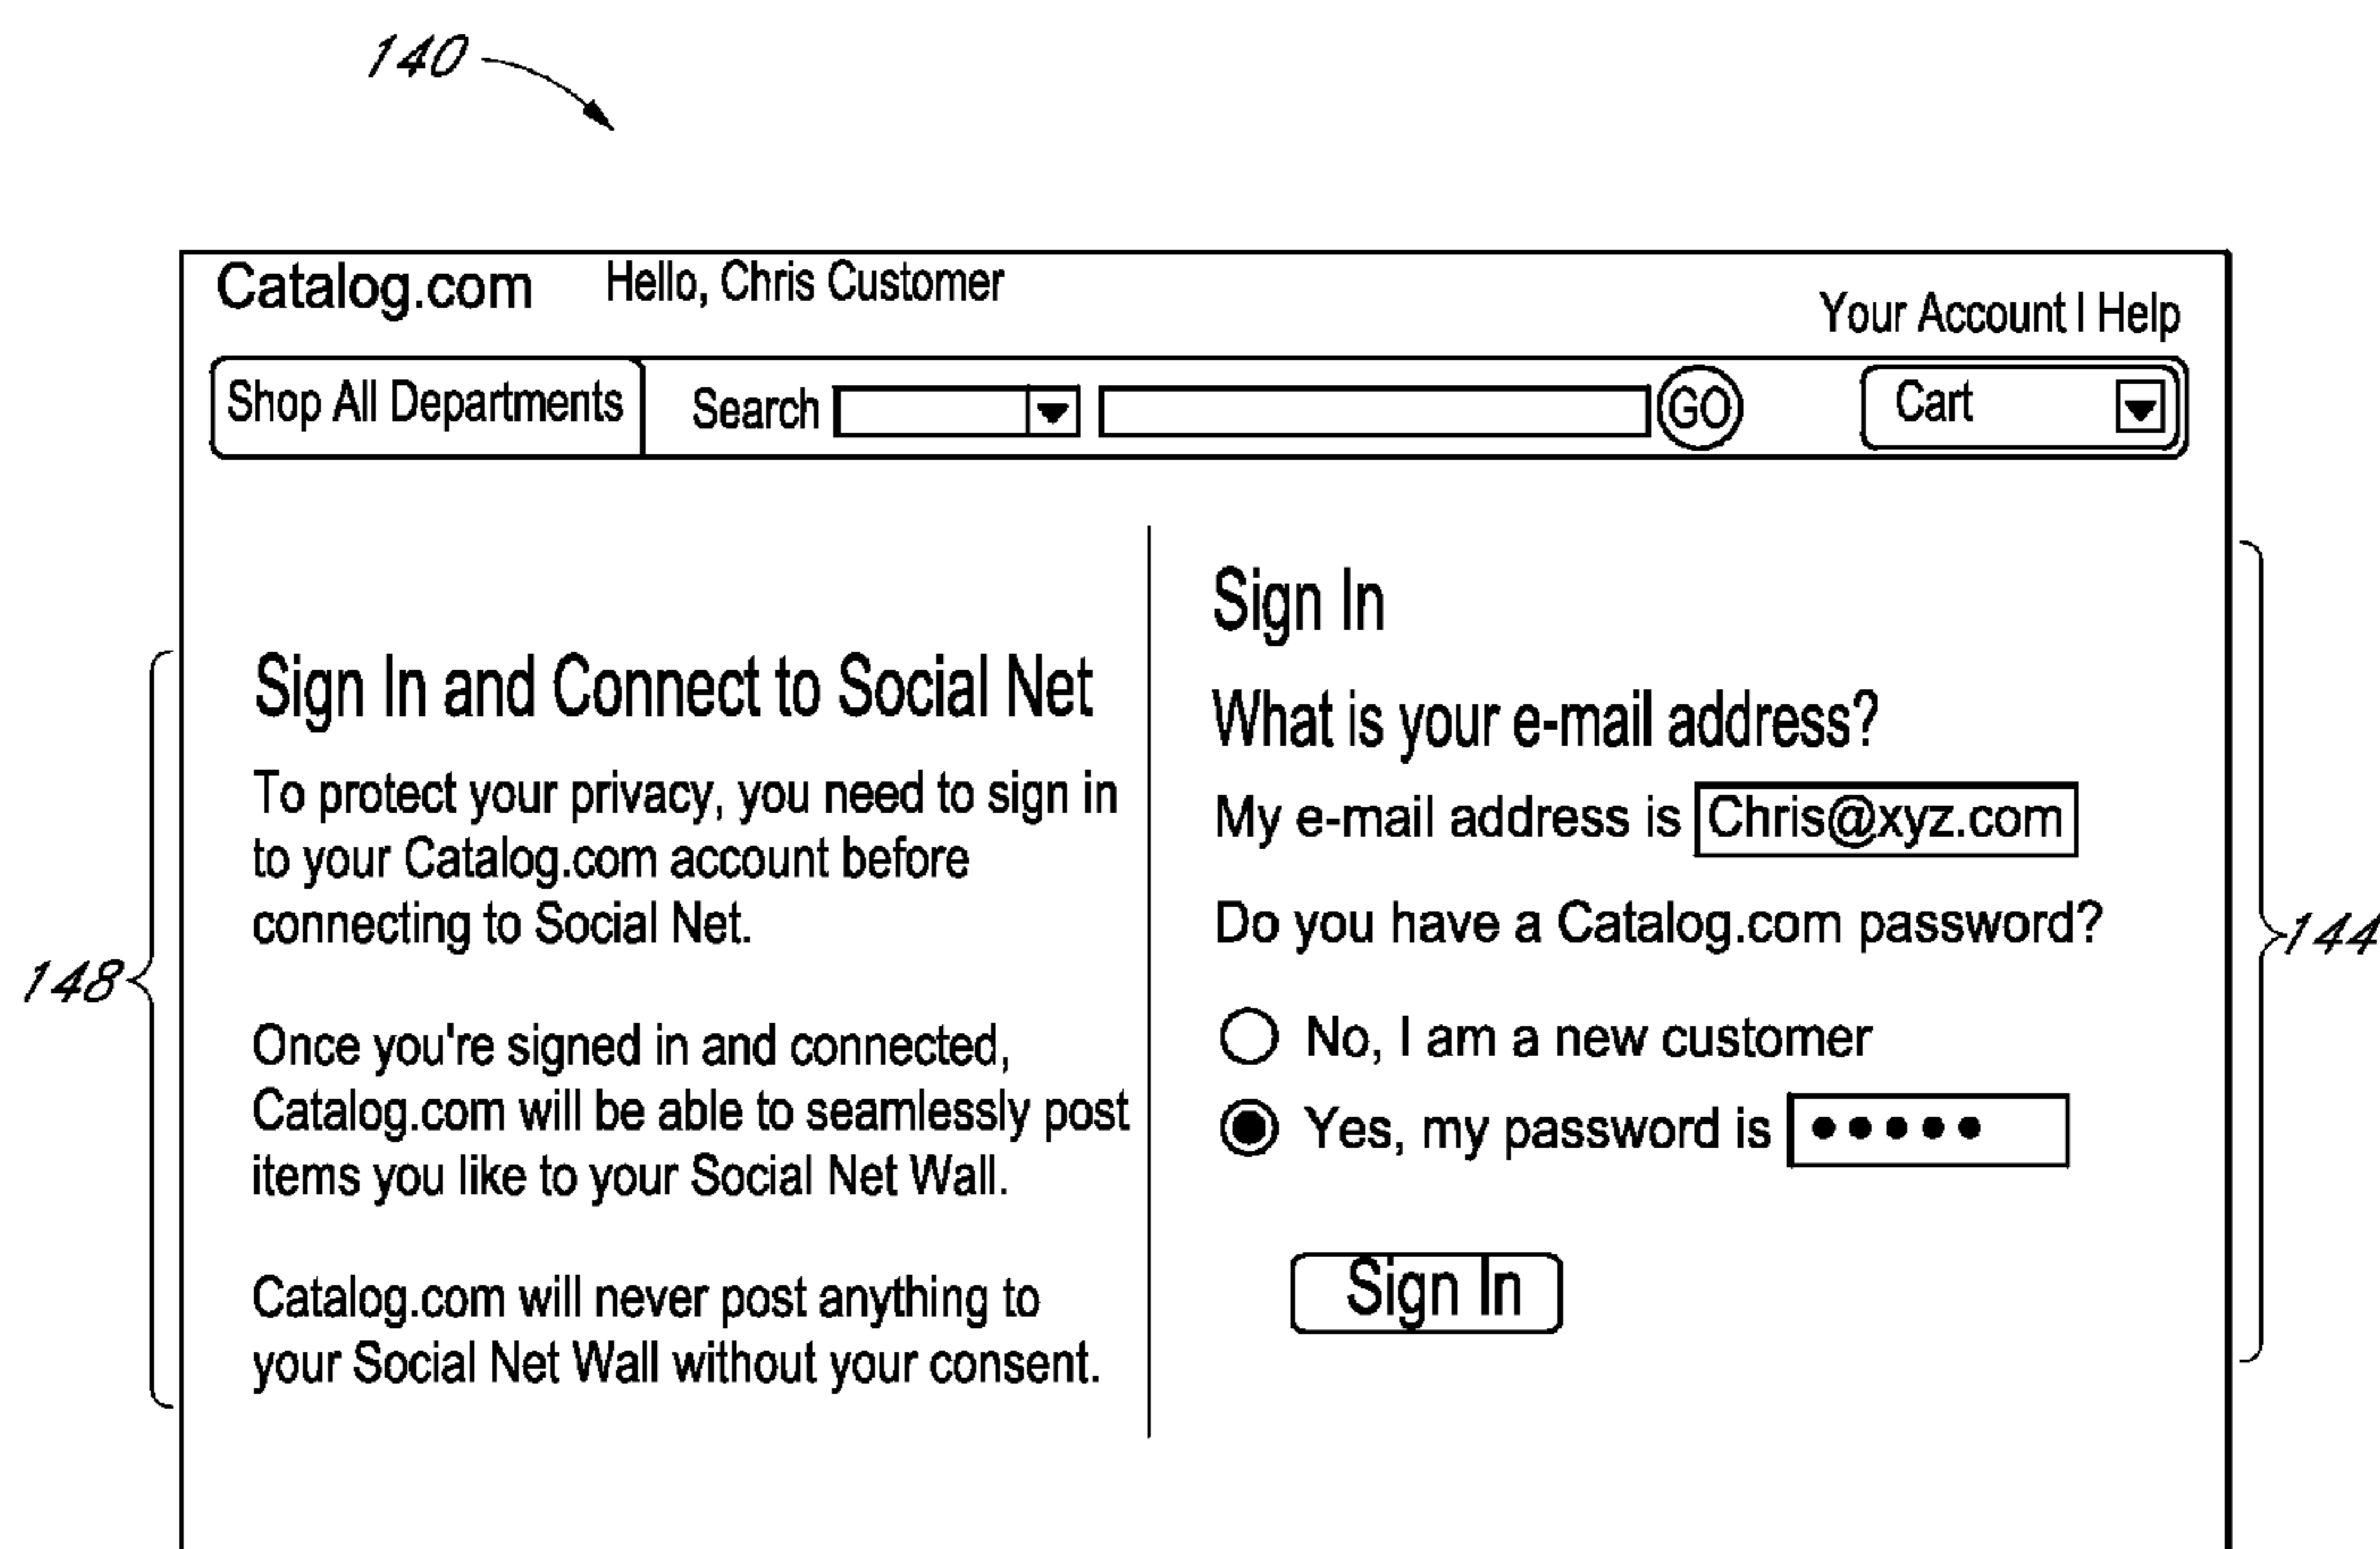 140
Catalog.com Hello, Chris Customer
Your Account | Help
Shop All Departments Search GO Cart
Sign In and Connect to Social Net
To protect your privacy, you need to sign in
to your Catalog.com account before
connecting to Social Net.
Once you're signed in and connected,
Catalog.com will be able to seamlessly post
items you like to your Social Net Wall.
Catalog.com will never post anything to
your Social Net Wall without your consent.
148
Sign In
What is your e-mail address?
My e-mail address is Chris@xyz.com
Do you have a Catalog.com password?
No, I am a new customer
Yes, my password is •••••
Sign In
144